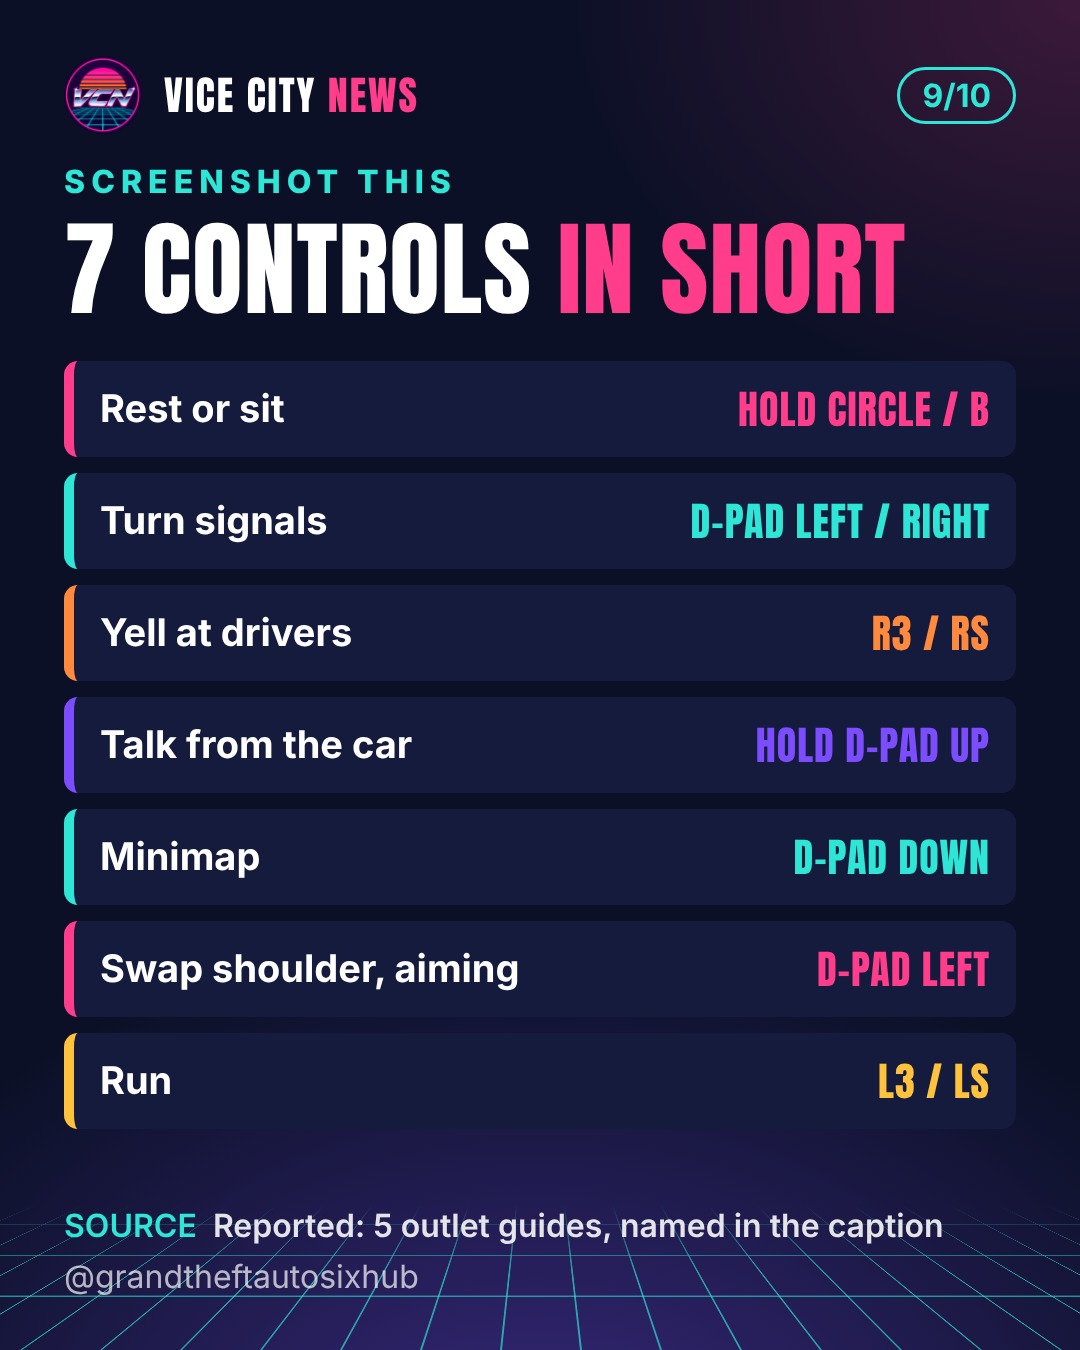 VCN
VICE CITY NEWS
9/10
SCREENSHOT THIS
7 CONTROLS IN SHORT
Rest or sit HOLD CIRCLE / B
Turn signals D-PAD LEFT / RIGHT
Yell at drivers R3 / RS
Talk from the car HOLD D-PAD UP
Minimap D-PAD DOWN
Swap shoulder, aiming D-PAD LEFT
Run L3 / LS
SOURCE Reported: 5 outlet guides, named in the caption
@grandtheftautosixhub